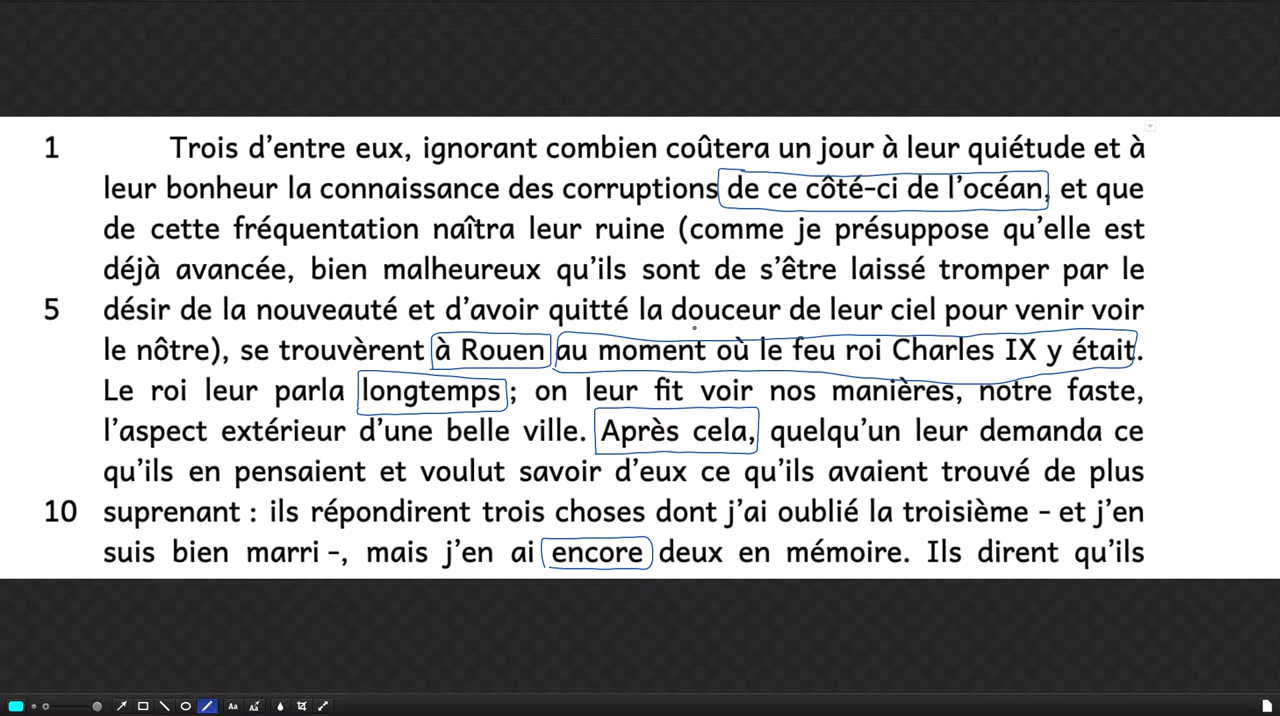 1 Trois d’entre eux, ignorant combien coûtera un jour à leur quiétude et à
leur bonheur la connaissance des corruptions de ce côté-ci de l’océan, et que
de cette fréquentation naîtra leur ruine (comme je présuppose qu’elle est
déjà avancée, bien malheureux qu’ils sont de s’être laissé tromper par le
5 désir de la nouveauté et d’avoir quitté la douceur de leur ciel pour venir voir
le nôtre), se trouvèrent à Rouen au moment où le feu roi Charles IX y était.
Le roi leur parla longtemps ; on leur fit voir nos manières, notre faste,
l’aspect extérieur d’une belle ville. Après cela, quelqu’un leur demanda ce
qu’ils en pensaient et voulut savoir d’eux ce qu’ils avaient trouvé de plus
10 suprenant : ils répondirent trois choses dont j’ai oublié la troisième - et j’en
suis bien marri -, mais j’en ai encore deux en mémoire. Ils dirent qu’ils
Aa Aa